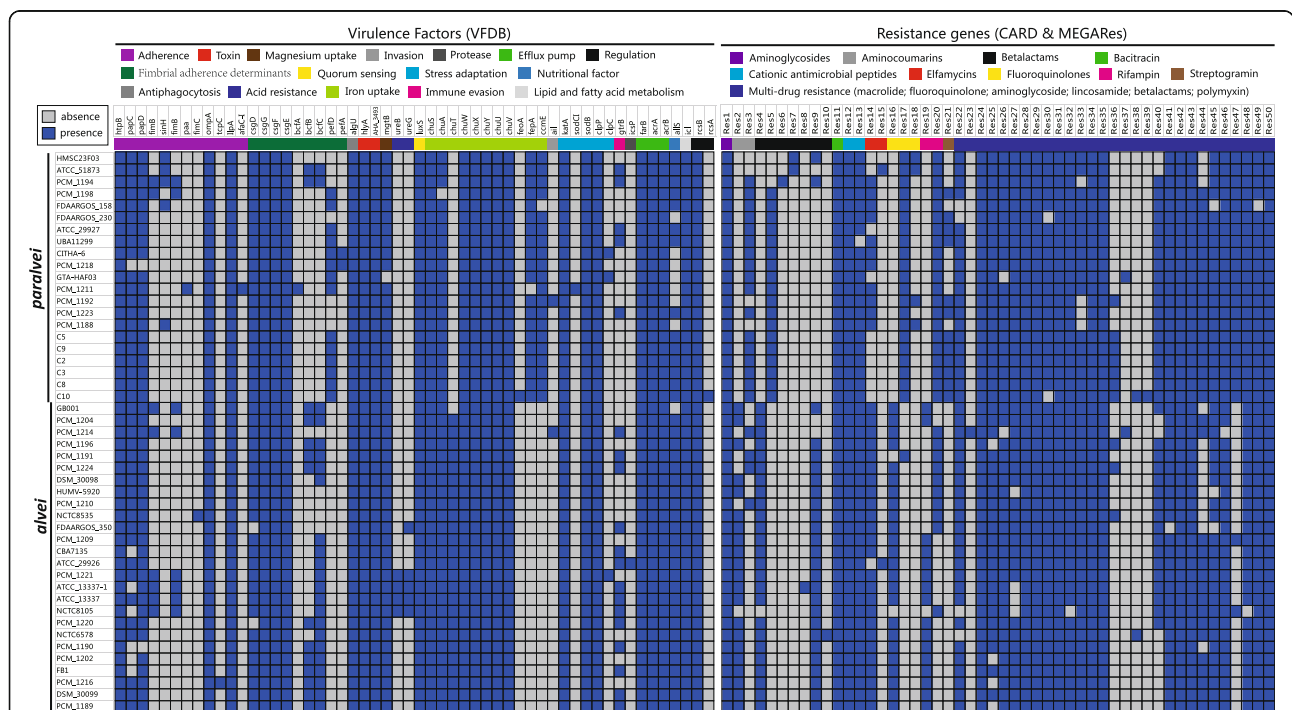 Virulence Factors (VFDB)
Adherence Toxin Magnesium uptake Invasion Protease Efflux pump Regulation
Fimbrial adherence determinants Quorum sensing Stress adaptation Nutritional factor
Antiphagocytosis Acid resistance Iron uptake Immune evasion Lipid and fatty acid metabolism
Resistance genes (CARD & MEGARes)
Aminoglycosides Aminocoumarins Betalactams Bacitracin
Cationic antimicrobial peptides Elfamycins Fluoroquinolones Rifampin Streptogramin
Multi-drug resistance (macrolide; fluoroquinolone; aminoglycoside; lincosamide; betalactams; polymyxin)
absence
presence
htpB papC papD fimB sinH fimB paa fimC ompA tcpC llpA afaC-I csgD csgG csgF csgE bcfA bcfB bcfC pefD pefA algU hlyA AHA_3493 mgtB ureB ureG luxS chuS chuA chuT chuW chuX chuY chuU chuV fepA ccmE ail katA sodCI sodB clpP clpC gtrB icsP farB acrA acrB allS icl rcsB rcsA
Res1 Res2 Res3 Res4 Res5 Res6 Res7 Res8 Res9 Res10 Res11 Res12 Res13 Res14 Res15 Res16 Res17 Res18 Res19 Res20 Res21 Res22 Res23 Res24 Res25 Res26 Res27 Res28 Res29 Res30 Res31 Res32 Res33 Res34 Res35 Res36 Res37 Res38 Res39 Res40 Res41 Res42 Res43 Res44 Res45 Res46 Res47 Res48 Res49 Res50
paralvei
HMSC23F03
ATCC_51873
PCM_1194
PCM_1198
FDAARGOS_158
FDAARGOS_230
ATCC_29927
UBA11299
CITHA-6
PCM_1218
GTA-HAF03
PCM_1211
PCM_1192
PCM_1223
PCM_1188
C5
C9
C2
C3
C8
C10
alvei
GB001
PCM_1204
PCM_1214
PCM_1196
PCM_1191
PCM_1224
DSM_30098
HUMV-5920
PCM_1210
NCTC8535
FDAARGOS_350
PCM_1209
CBA7135
ATCC_29926
PCM_1221
ATCC_13337-1
ATCC_13337
NCTC8105
PCM_1220
NCTC6578
PCM_1190
PCM_1202
FB1
PCM_1216
DSM_30099
PCM_1189